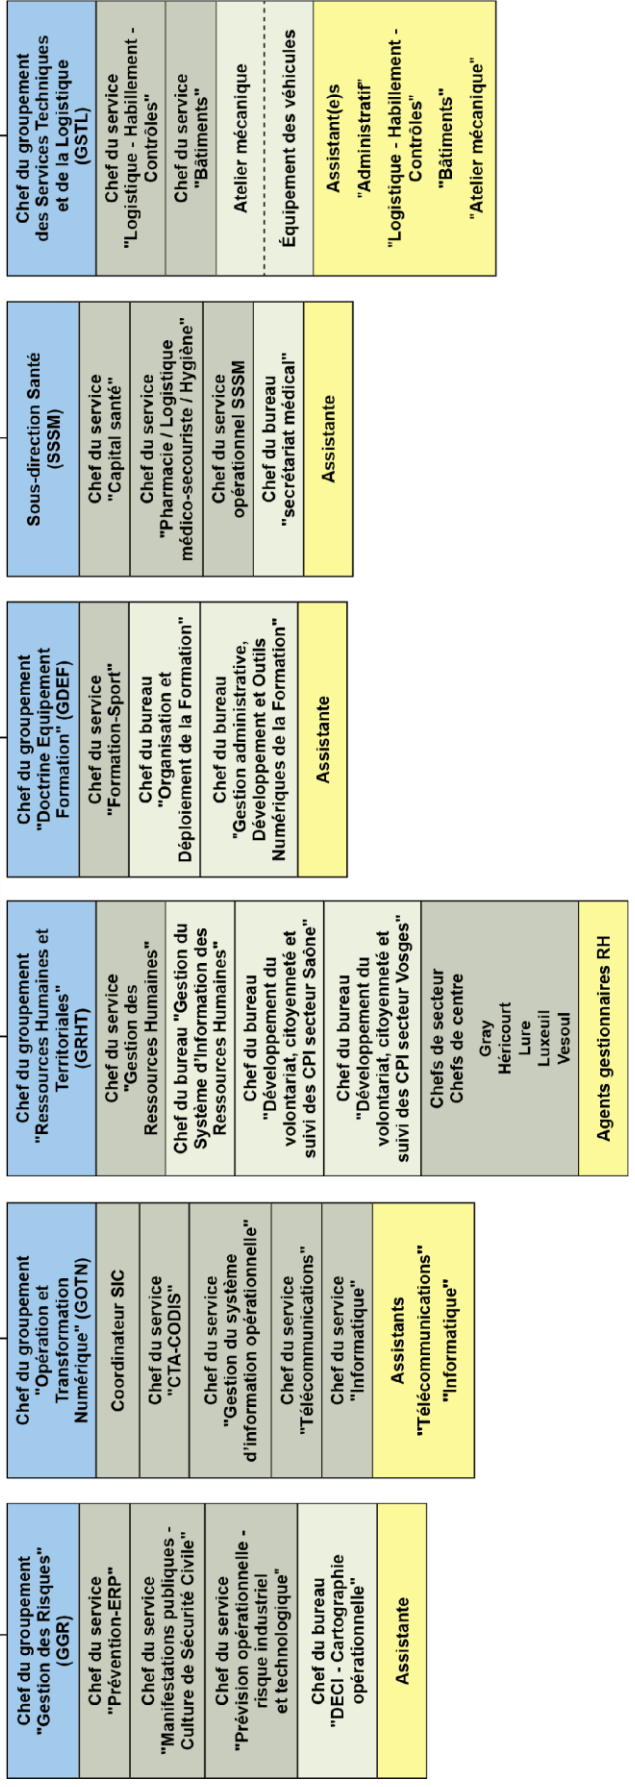 Chef du groupement
"Gestion des Risques"
(GGR)
Chef du service
"Prévention-ERP"
Chef du service
"Manifestations publiques -
Culture de Sécurité Civile"
Chef du service
"Prévision opérationnelle -
risque industriel
et technologique"
Chef du bureau
"DECI - Cartographie
opérationnelle"
Assistante
Chef du groupement
"Opération et
Transformation
Numérique" (GOTN)
Coordinateur SIC
Chef du service
"CTA-CODIS"
Chef du service
"Gestion du système
d'information opérationnelle"
Chef du service
"Télécommunications"
Chef du service
"Informatique"
Assistants
"Télécommunications"
"Informatique"
Chef du groupement
"Ressources Humaines et
Territoriales"
(GRHT)
Chef du service
"Gestion des
Ressources Humaines"
Chef du bureau "Gestion du
Système d'Information des
Ressources Humaines"
Chef du bureau
"Développement du
volontariat, citoyenneté et
suivi des CPI secteur Saône"
Chef du bureau
"Développement du
volontariat, citoyenneté et
suivi des CPI secteur Vosges"
Chefs de secteur
Chefs de centre
Gray
Héricourt
Lure
Luxeuil
Vesoul
Agents gestionnaires RH
Chef du groupement
"Doctrine Equipement
Formation" (GDEF)
Chef du service
"Formation-Sport"
Chef du bureau
"Organisation et
Déploiement de la Formation"
Chef du bureau
"Gestion administrative,
Développement et Outils
Numériques de la Formation"
Assistante
Sous-direction Santé
(SSSM)
Chef du service
"Capital santé"
Chef du service
"Pharmacie / Logistique
médico-secouriste / Hygiène"
Chef du service
opérationnel SSSM
Chef du bureau
"secrétariat médical"
Assistante
Chef du groupement
des Services Techniques
et de la Logistique
(GSTL)
Chef du service
"Logistique - Habillement -
Contrôles"
Chef du service
"Bâtiments"
Atelier mécanique
Équipement des véhicules
Assistant(e)s
"Administratif"
"Logistique - Habillement -
Contrôles"
"Bâtiments"
"Atelier mécanique"